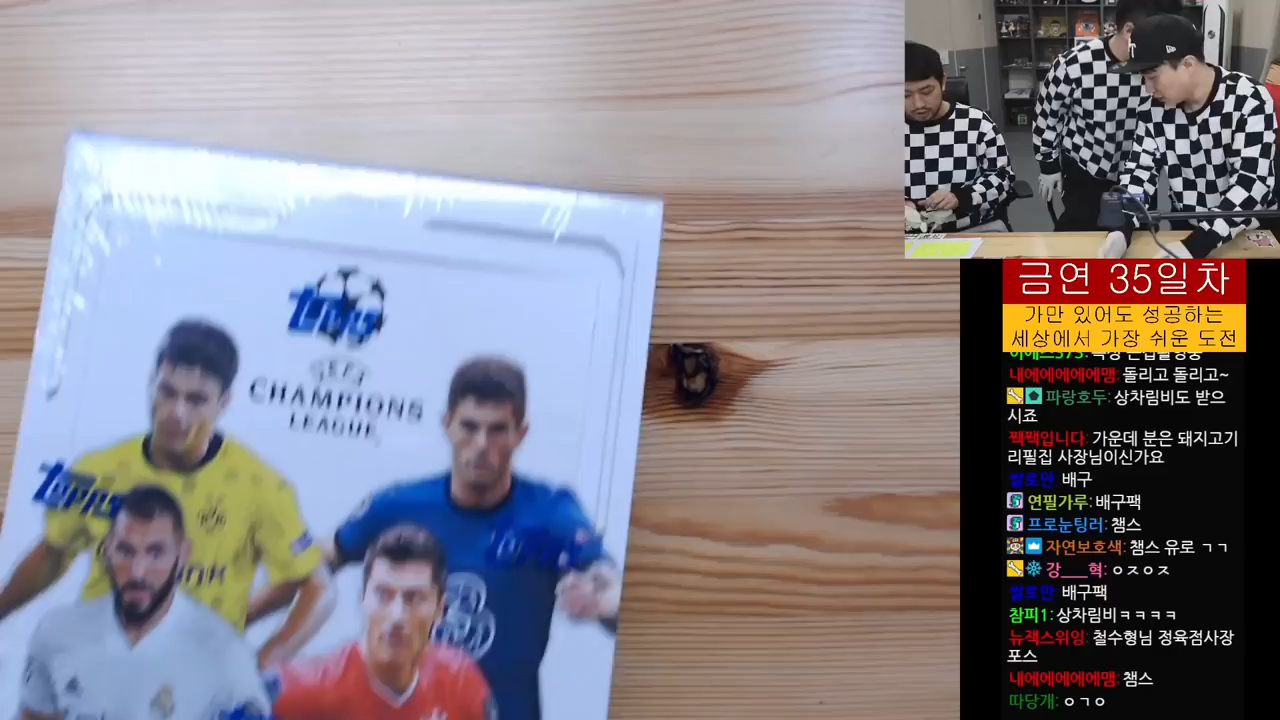 topps
UEFA
CHAMPIONS
LEAGUE
topps
금연 35일차
가만 있어도 성공하는
세상에서 가장 쉬운 도전
내에에에에에맴: 돌리고 돌리고~
파랑호두: 상차림비도 받으
시죠
짹짹입니다: 가운데 분은 돼지고기
리필집 사장님이신가요
쌀로만: 배구
연필가루: 배구팩
프로눈팅러: 챔스
자연보호색: 챔스 유로 ㄱㄱ
강___혁: ㅇㅈㅇㅈ
쌀로만: 배구팩
참피1: 상차림비ㅋㅋㅋㅋ
뉴잭스위잉: 철수형님 정육점사장
포스
내에에에에에맴: 챔스
따당개: ㅇㄱㅇ